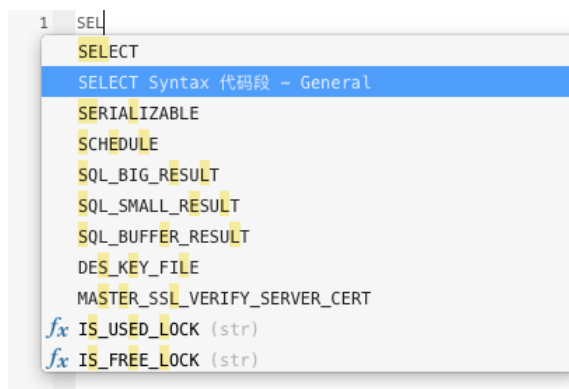 1 SEL
SELECT
SELECT Syntax 代码段 – General
SERIALIZABLE
SCHEDULE
SQL_BIG_RESULT
SQL_SMALL_RESULT
SQL_BUFFER_RESULT
DES_KEY_FILE
MASTER_SSL_VERIFY_SERVER_CERT
fx IS_USED_LOCK (str)
fx IS_FREE_LOCK (str)